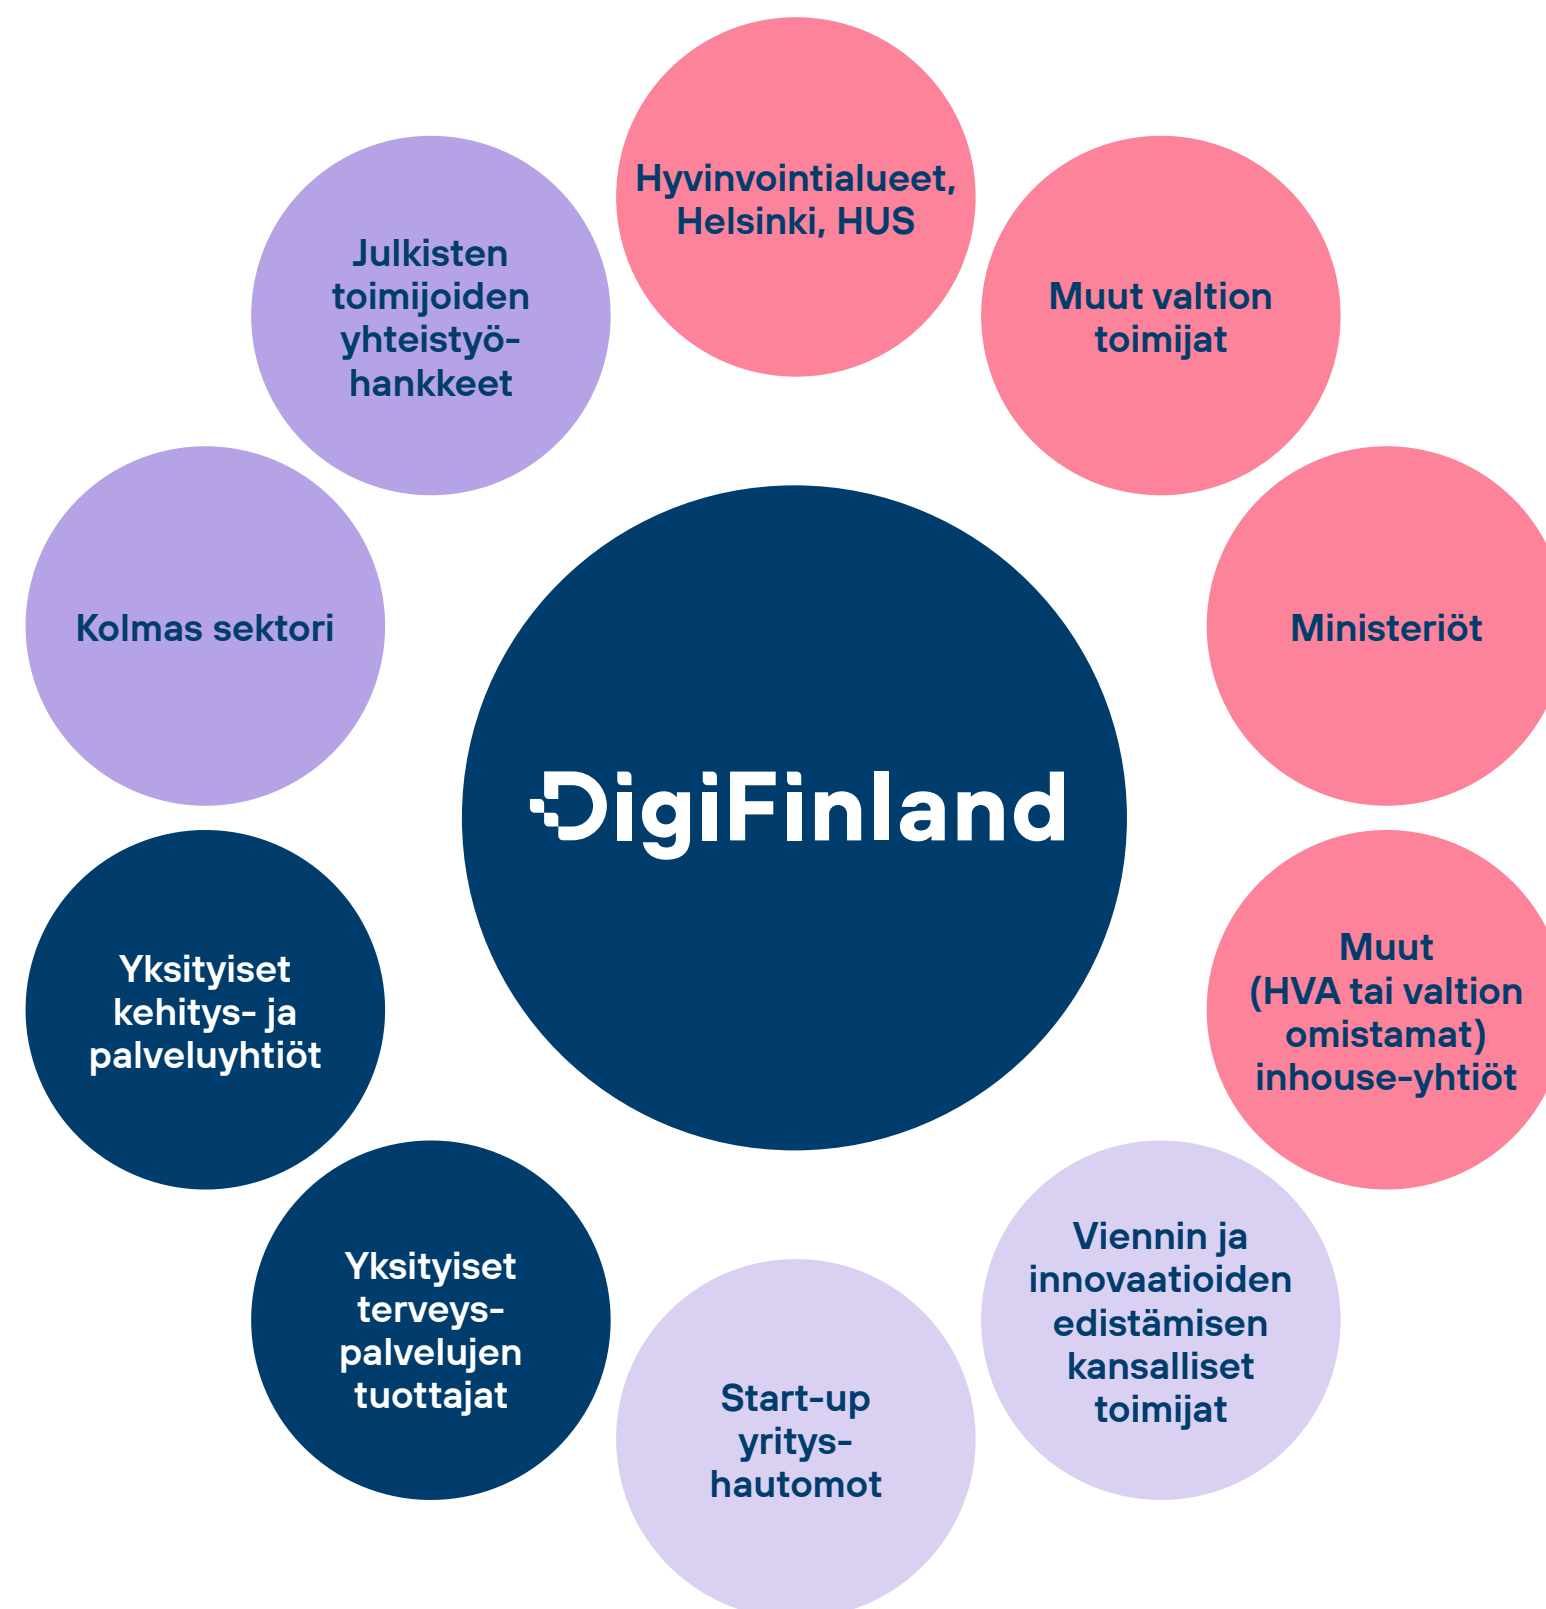 Hyvinvointialueet,
Helsinki, HUS
Muut valtion
toimijat
Ministeriöt
Muut
(HVA tai valtion
omistamat)
inhouse-yhtiöt
Viennin ja
innovaatioiden
edistämisen
kansalliset
toimijat
Start-up
yritys-
hautomot
Yksityiset
terveys-
palvelujen
tuottajat
Yksityiset
kehitys- ja
palveluyhtiöt
Kolmas sektori
Julkisten
toimijoiden
yhteistyö-
hankkeet
DigiFinland